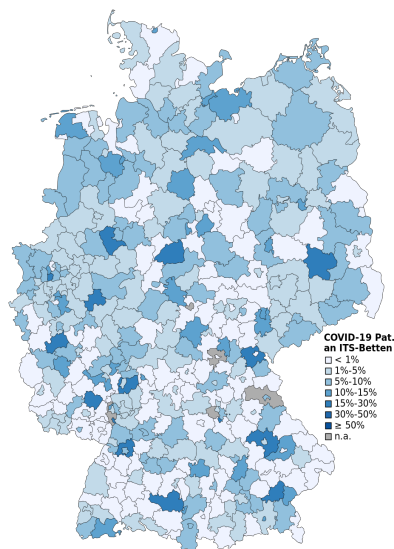 COVID-19 Pat.
an ITS-Betten
< 1%
1%-5%
5%-10%
10%-15%
15%-30%
30%-50%
≥ 50%
n.a.